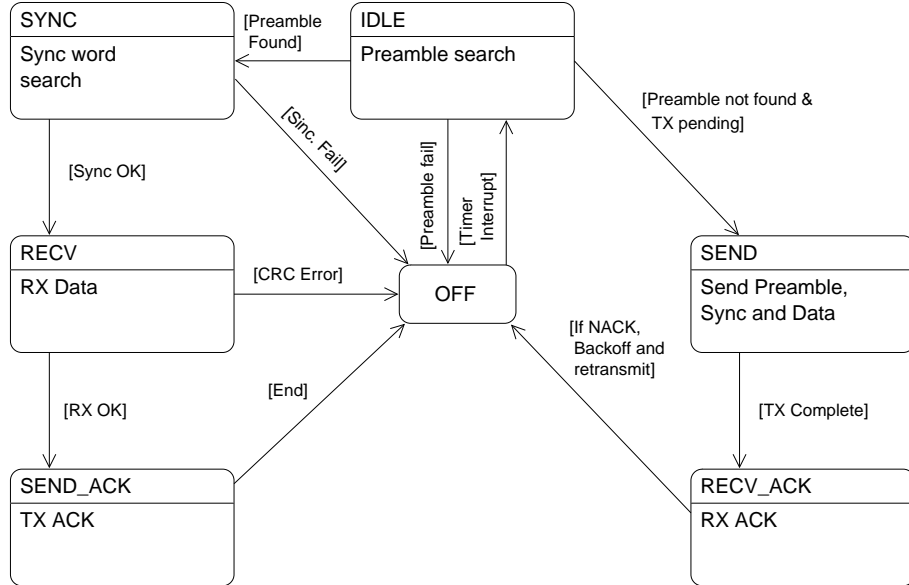 SYNC
Sync word
search
[Preamble
Found]
IDLE
Preamble search
[Preamble not found &
TX pending]
[Sinc. Fail]
[Preamble fail]
[Timer
Interrupt]
[Sync OK]
RECV
RX Data
[CRC Error]
OFF
SEND
Send Preamble,
Sync and Data
[If NACK,
Backoff and
retransmit]
[End]
[RX OK]
[TX Complete]
SEND_ACK
TX ACK
RECV_ACK
RX ACK